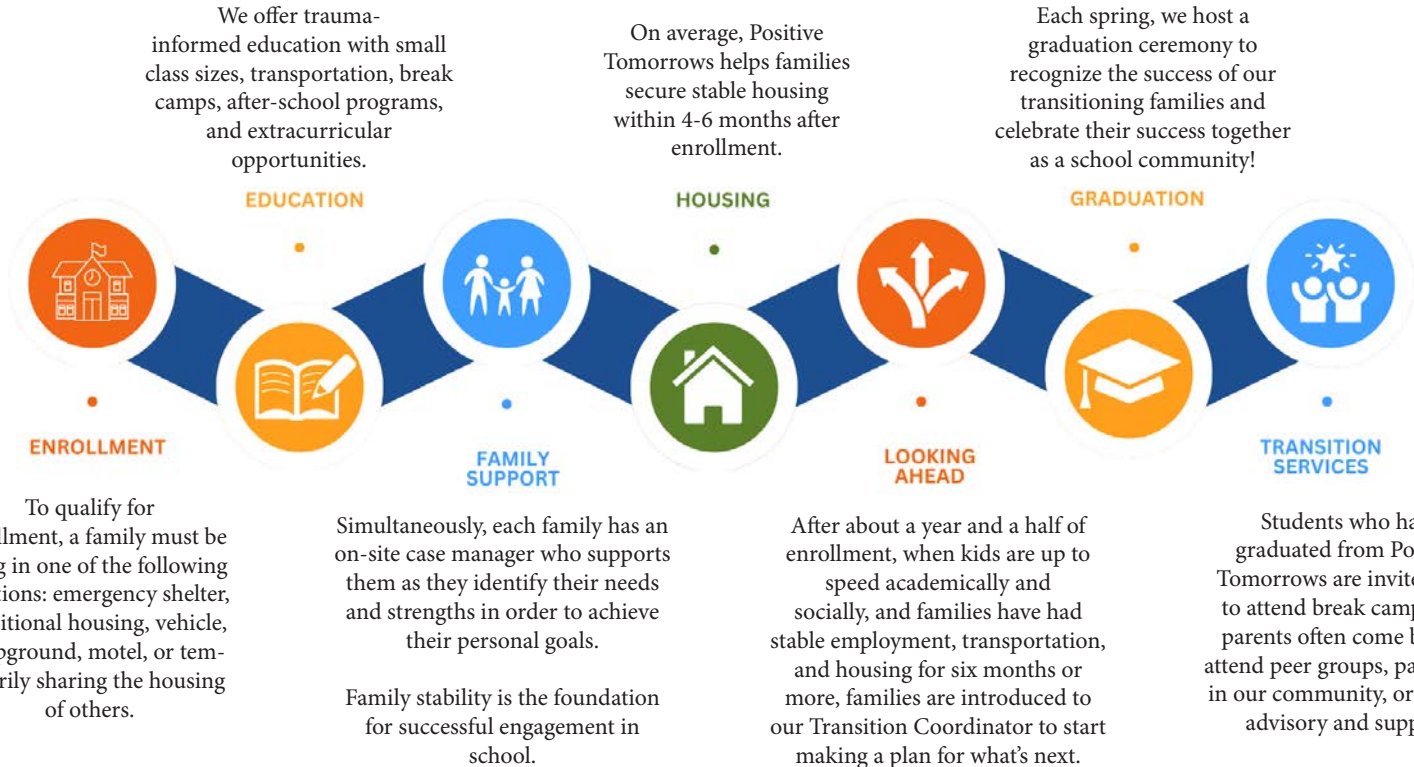 ENROLLMENT
To qualify for
llment, a family must be
g in one of the following
tions: emergency shelter,
itional housing, vehicle,
pground, motel, or tem-
rily sharing the housing
of others.
We offer trauma-
informed education with small
class sizes, transportation, break
camps, after-school programs,
and extracurricular
opportunities.
EDUCATION
FAMILY
SUPPORT
Simultaneously, each family has an
on-site case manager who supports
them as they identify their needs
and strengths in order to achieve
their personal goals.
Family stability is the foundation
for successful engagement in
school.
On average, Positive
Tomorrows helps families
secure stable housing
within 4-6 months after
enrollment.
HOUSING
LOOKING
AHEAD
After about a year and a half of
enrollment, when kids are up to
speed academically and
socially, and families have had
stable employment, transportation,
and housing for six months or
more, families are introduced to
our Transition Coordinator to start
making a plan for what's next.
Each spring, we host a
graduation ceremony to
recognize the success of our
transitioning families and
celebrate their success together
as a school community!
GRADUATION
TRANSITION
SERVICES
Students who ha
graduated from Po
Tomorrows are invite
to attend break camp
parents often come b
attend peer groups, pa
in our community, or
advisory and supp